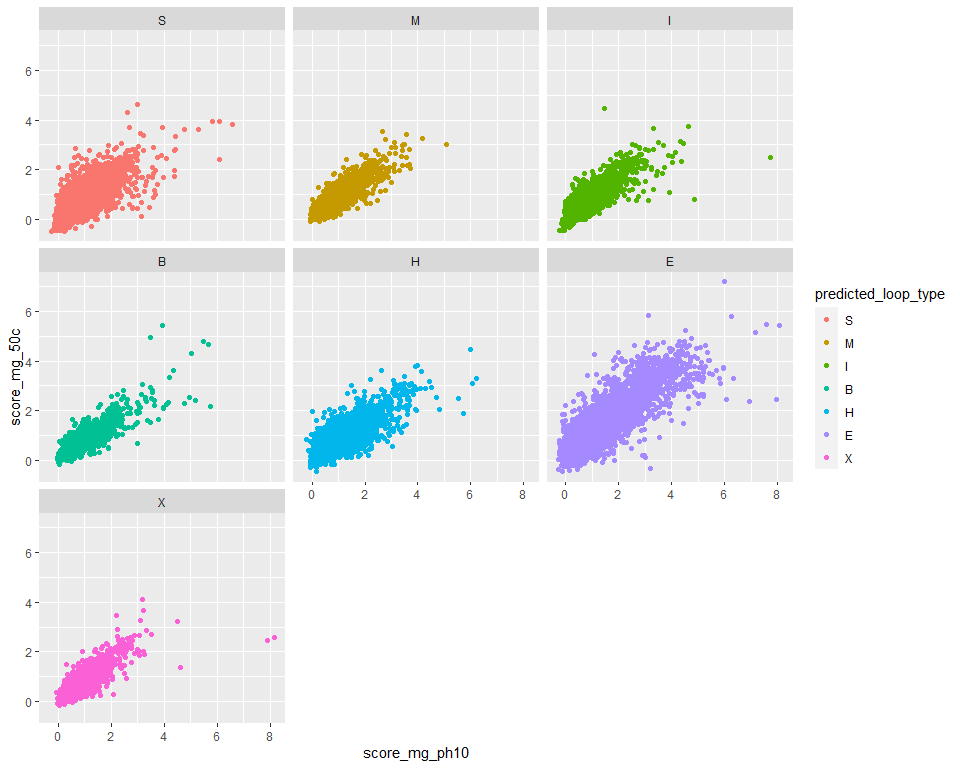 S M I
6
4
2
0
B H E
6
4
2
0
0 2 4 6 8 0 2 4 6 8
X
6
4
2
0
0 2 4 6 8
score_mg_ph10
score_mg_50c
predicted_loop_type
S
M
I
B
H
E
X